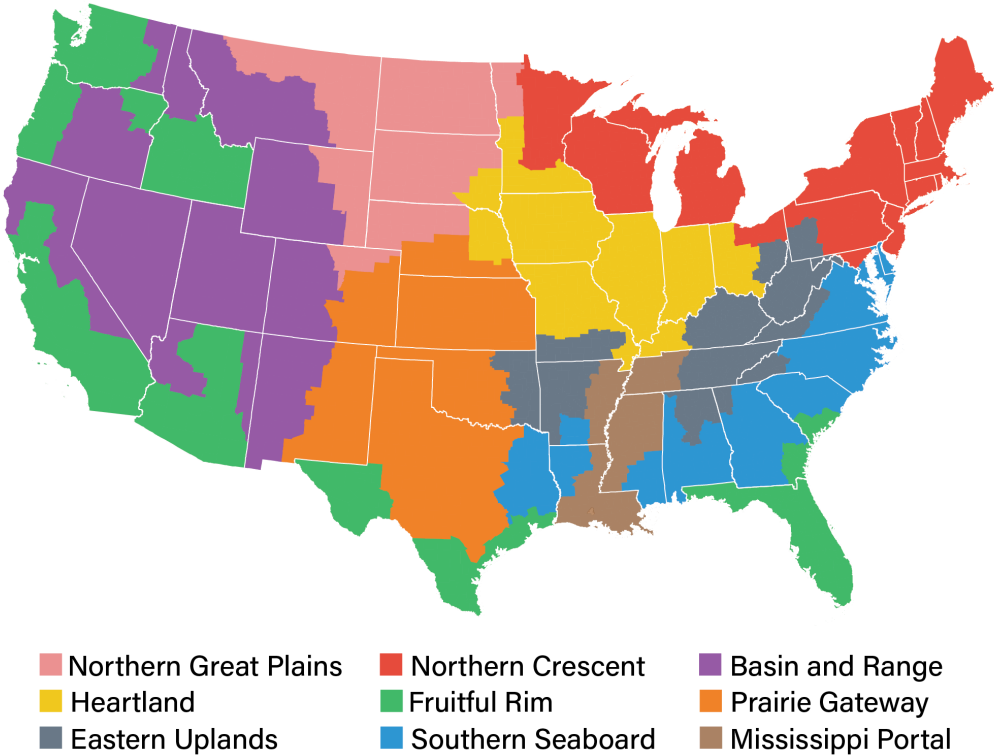 Northern Great Plains
Northern Crescent
Basin and Range
Heartland
Fruitful Rim
Prairie Gateway
Eastern Uplands
Southern Seaboard
Mississippi Portal